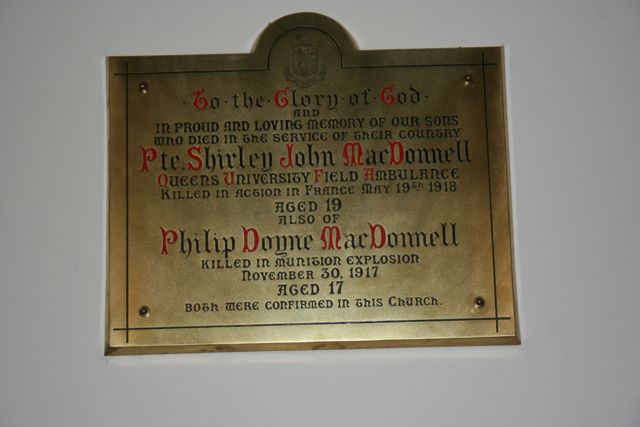 · To · the · Glory · of · God ·
AND
IN PROUD AND LOVING MEMORY OF OUR SONS
WHO DIED IN THE SERVICE OF THEIR COUNTRY
Pte. Shirley John MacDonnell
QUEENS UNIVERSITY FIELD AMBULANCE
KILLED IN ACTION IN FRANCE MAY 19TH 1918
AGED 19
ALSO OF
Philip Doyne MacDonnell
KILLED IN MUNITION EXPLOSION
NOVEMBER 30, 1917
AGED 17
BOTH WERE CONFIRMED IN THIS CHURCH.